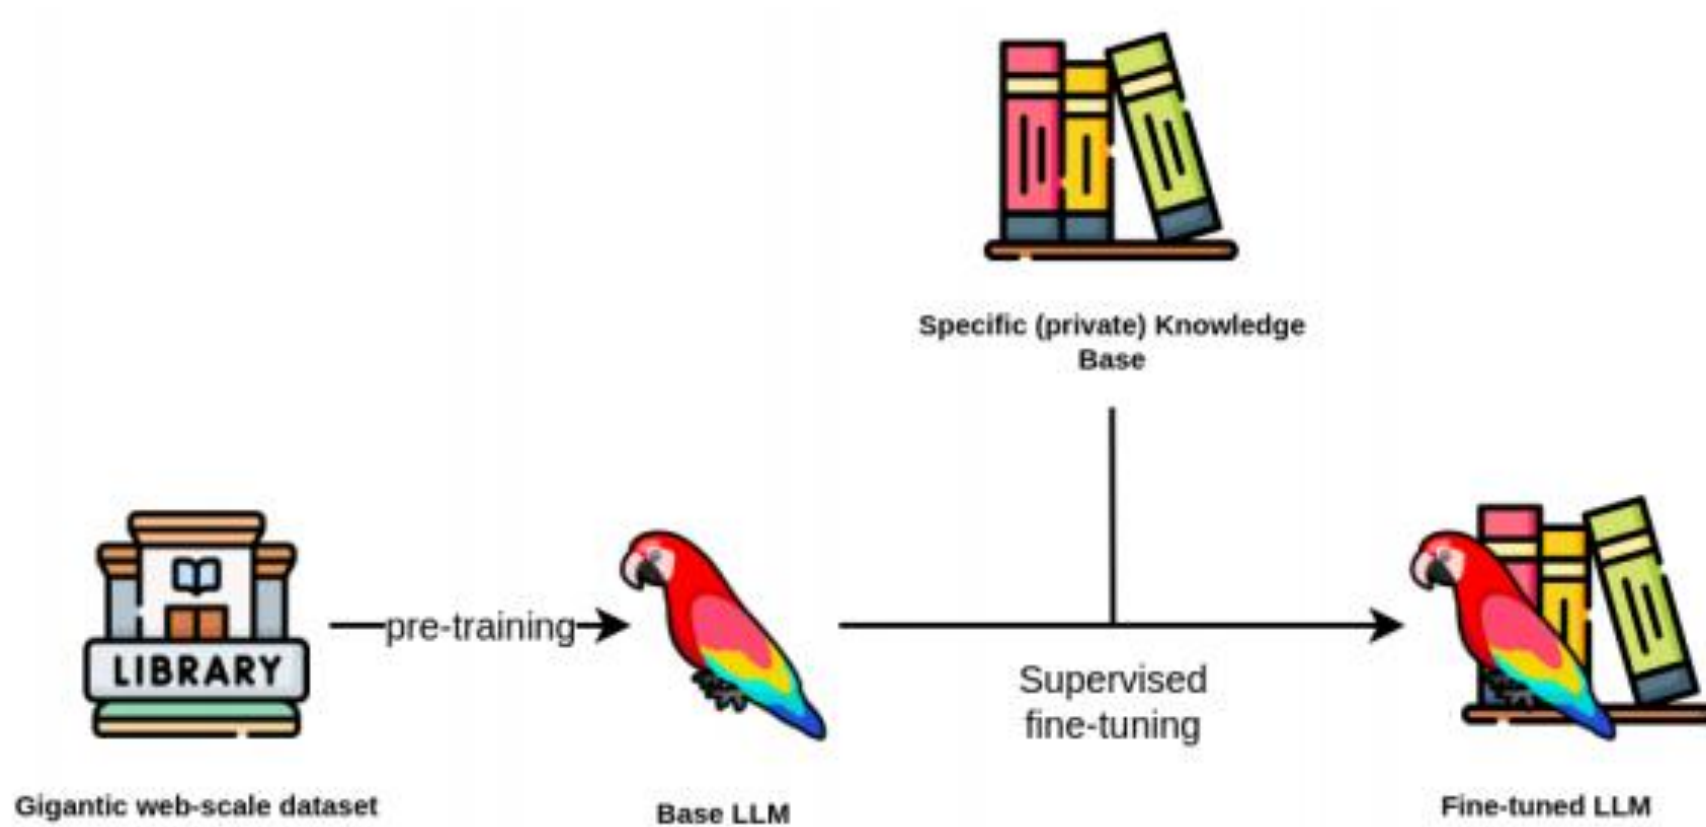 Specific (private) Knowledge
Base
LIBRARY
pre-training
Supervised
fine-tuning
Gigantic web-scale dataset
Base LLM
Fine-tuned LLM